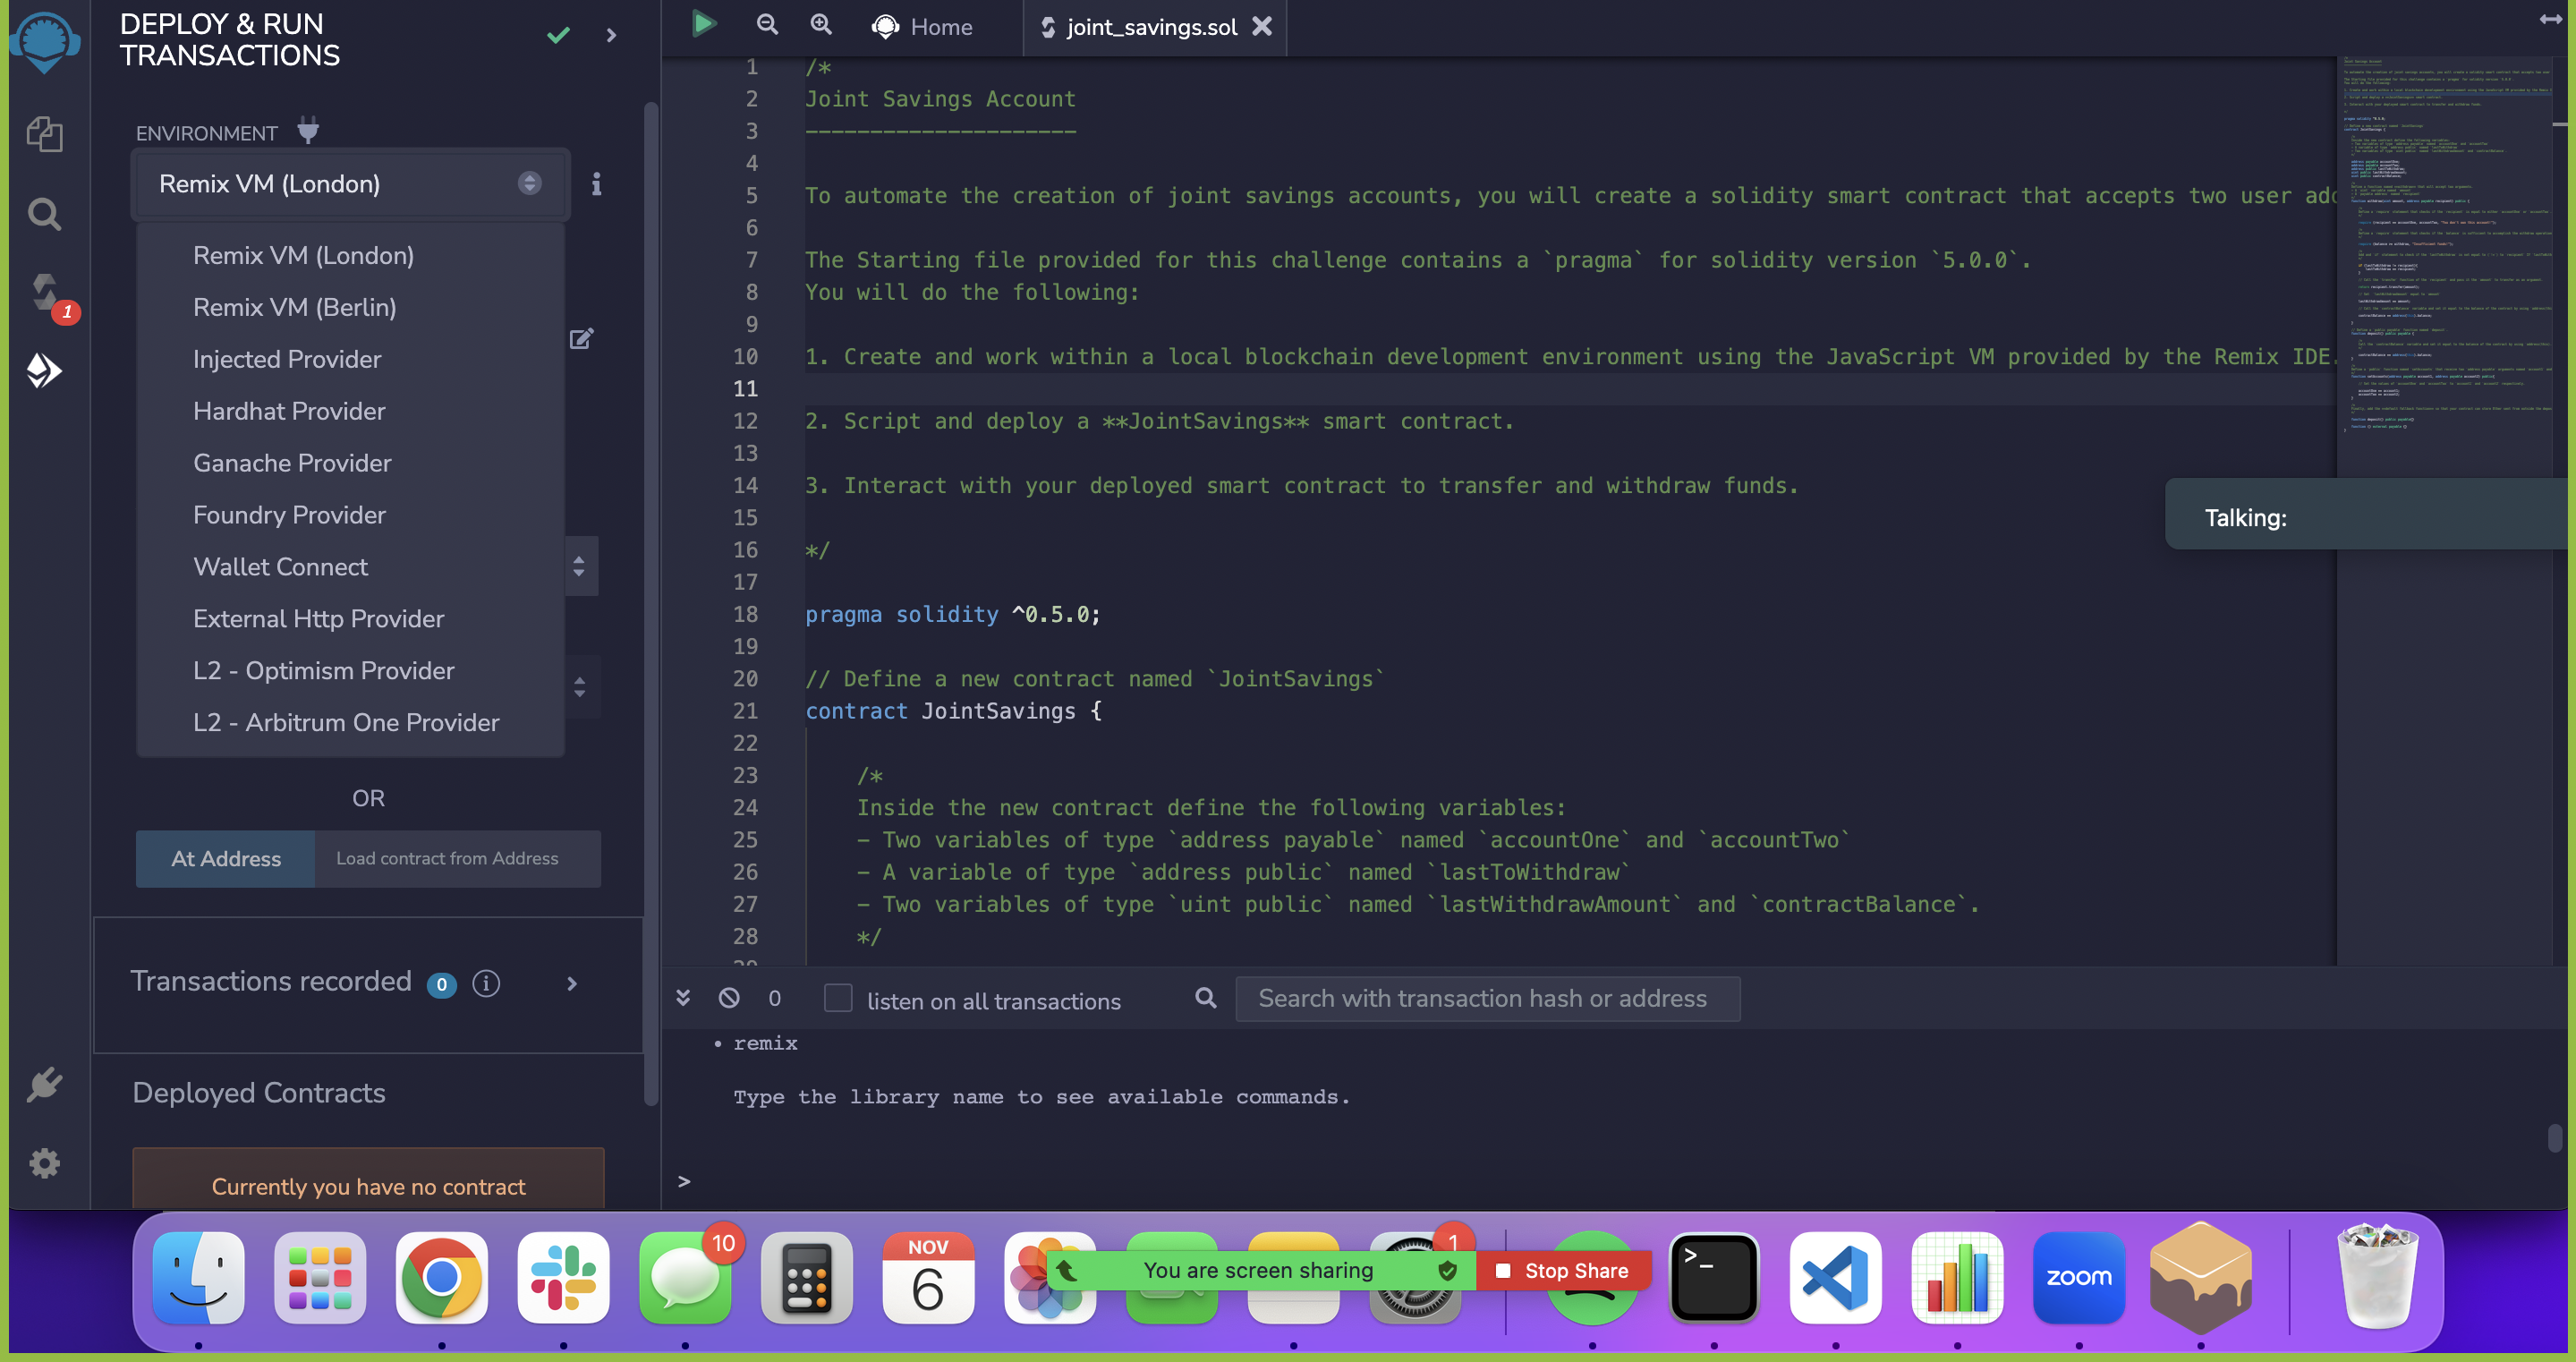 DEPLOY & RUN
TRANSACTIONS
ENVIRONMENT
Remix VM (London)
Remix VM (London)
Remix VM (Berlin)
Injected Provider
Hardhat Provider
Ganache Provider
Foundry Provider
Wallet Connect
External Http Provider
L2 - Optimism Provider
L2 - Arbitrum One Provider
OR
At Address
Load contract from Address
Transactions recorded 0
Deployed Contracts
Currently you have no contract
1
Home
joint_savings.sol
1 /*
2 Joint Savings Account
3 ---------------------
4
5 To automate the creation of joint savings accounts, you will create a solidity smart contract that accepts two user
6
7 The Starting file provided for this challenge contains a `pragma` for solidity version `5.0.0`.
8 You will do the following:
9
10 1. Create and work within a local blockchain development environment using the JavaScript VM provided by the Remix IDE.
11
12 2. Script and deploy a **JointSavings** smart contract.
13
14 3. Interact with your deployed smart contract to transfer and withdraw funds.
15
16 */
17
18 pragma solidity ^0.5.0;
19
20 // Define a new contract named `JointSavings`
21 contract JointSavings {
22
23 /*
24 Inside the new contract define the following variables:
25 - Two variables of type `address payable` named `accountOne` and `accountTwo`
26 - A variable of type `address public` named `lastToWithdraw`
27 - Two variables of type `uint public` named `lastWithdrawAmount` and `contractBalance`.
28 */
Talking:
0
listen on all transactions
Search with transaction hash or address
• remix
Type the library name to see available commands.
>
10
NOV
6
1
You are screen sharing
Stop Share
>_
zoom